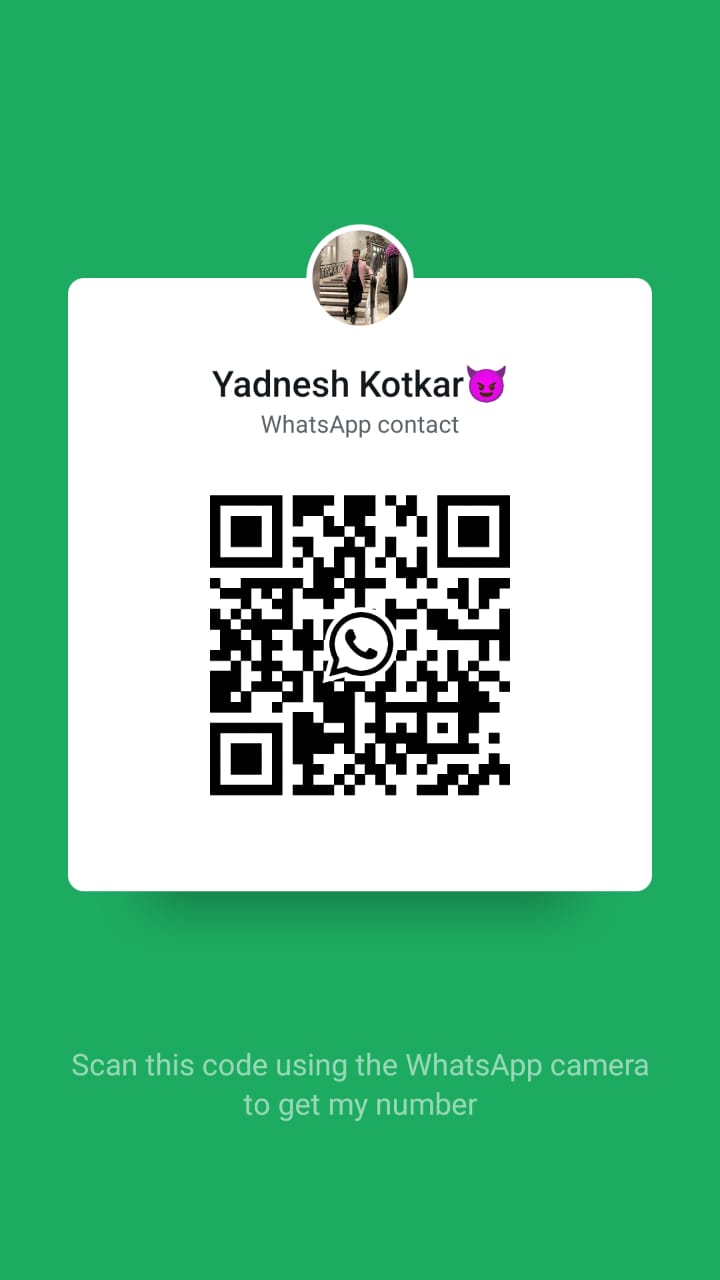 Yadnesh Kotkar😈
WhatsApp contact
Scan this code using the WhatsApp camera
to get my number